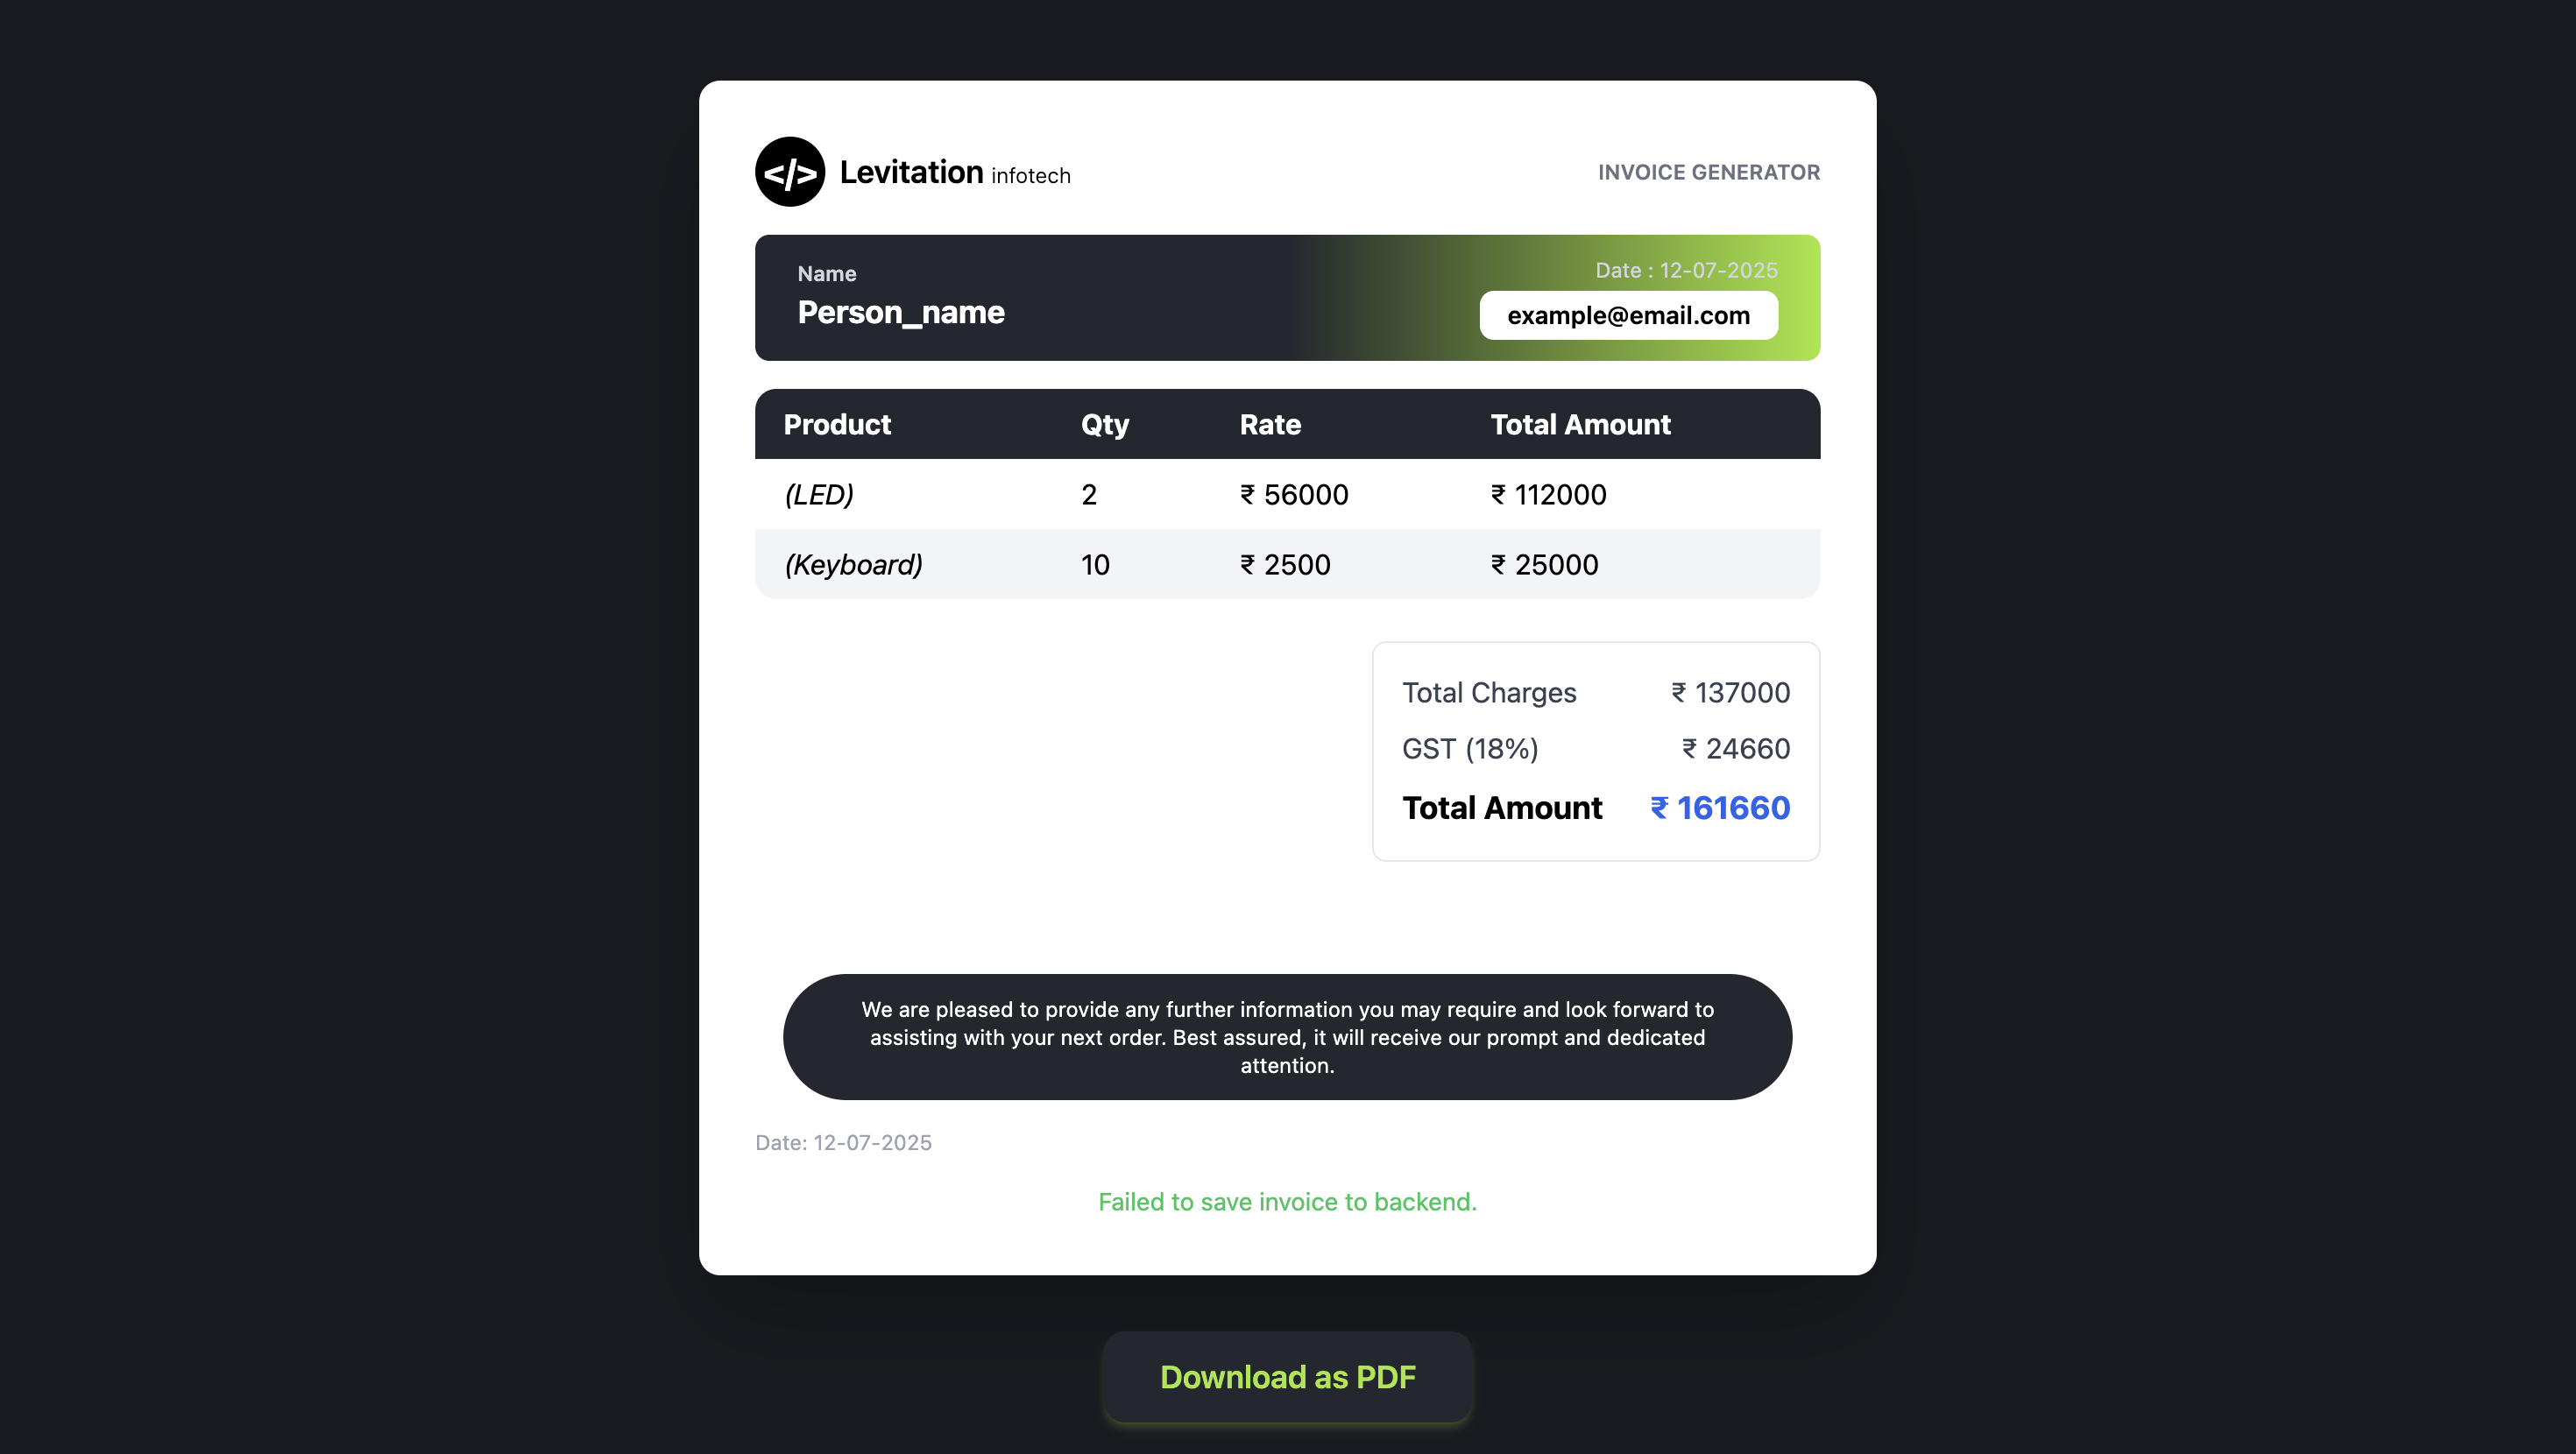 </> Levitation infotech
INVOICE GENERATOR
Name
Person_name
Date : 12-07-2025
example@email.com
Product Qty Rate Total Amount
(LED) 2 ₹ 56000 ₹ 112000
(Keyboard) 10 ₹ 2500 ₹ 25000
Total Charges ₹ 137000
GST (18%) ₹ 24660
Total Amount ₹ 161660
We are pleased to provide any further information you may require and look forward to
assisting with your next order. Best assured, it will receive our prompt and dedicated
attention.
Date: 12-07-2025
Failed to save invoice to backend.
Download as PDF